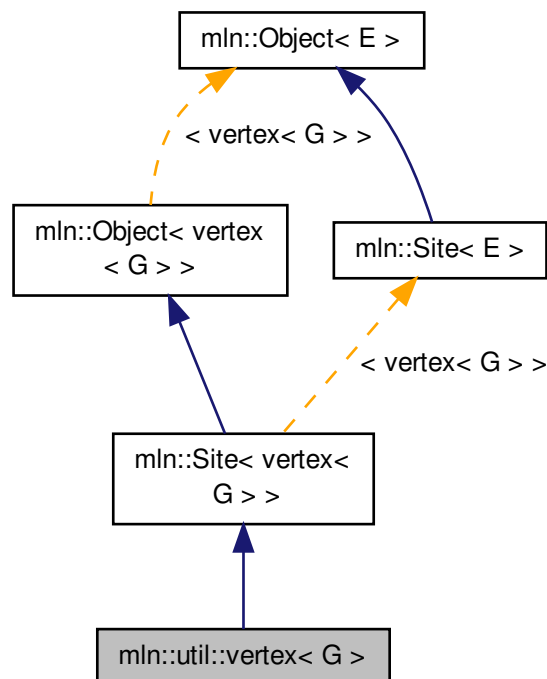 mln::Object< E >
< vertex< G > >
mln::Object< vertex
< G > >
mln::Site< E >
< vertex< G > >
mln::Site< vertex<
G > >
mln::util::vertex< G >